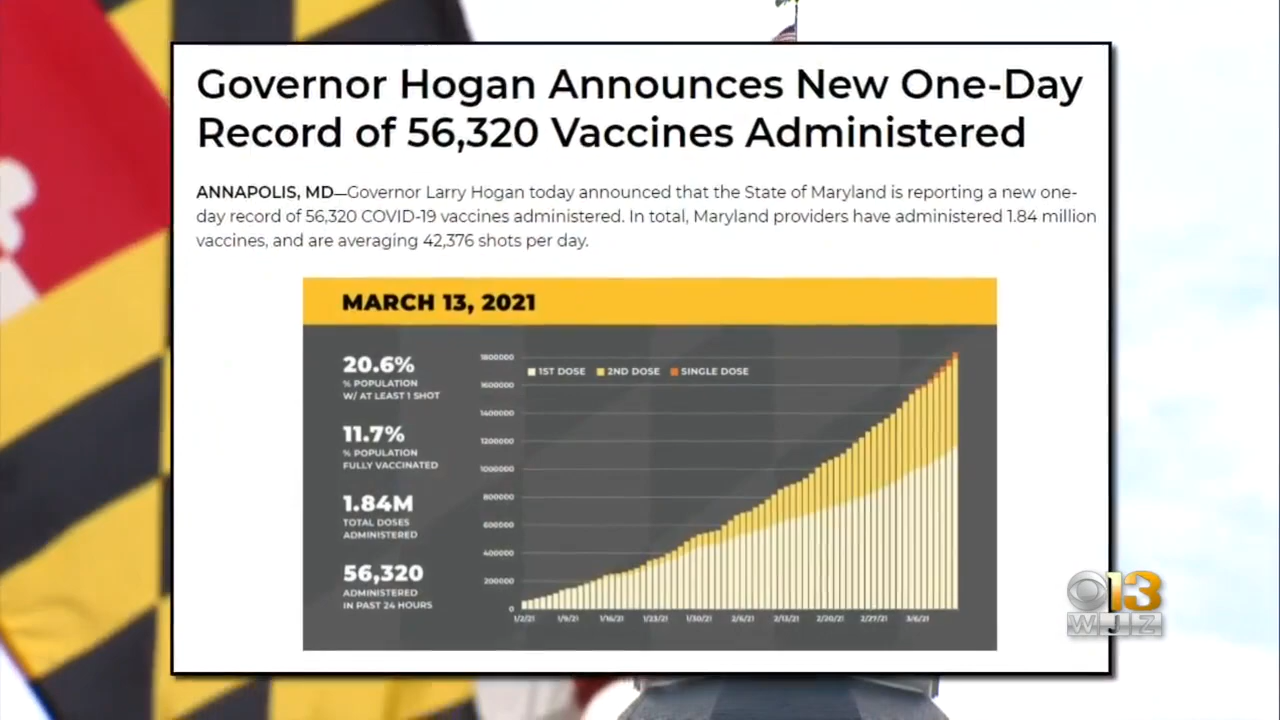 Governor Hogan Announces New One-Day
Record of 56,320 Vaccines Administered
ANNAPOLIS, MD—Governor Larry Hogan today announced that the State of Maryland is reporting a new one-
day record of 56,320 COVID-19 vaccines administered. In total, Maryland providers have administered 1.84 million
vaccines, and are averaging 42,376 shots per day.
MARCH 13, 2021
20.6%
% POPULATION
W/ AT LEAST 1 SHOT
11.7%
% POPULATION
FULLY VACCINATED
1.84M
TOTAL DOSES
ADMINISTERED
56,320
ADMINISTERED
IN PAST 24 HOURS
1ST DOSE 2ND DOSE SINGLE DOSE
1800000
1600000
1400000
1200000
1000000
800000
600000
400000
200000
0
1/2/21 1/9/21 1/16/21 1/23/21 1/30/21 2/6/21 2/13/21 2/20/21 2/27/21 3/6/21
13
WJZ